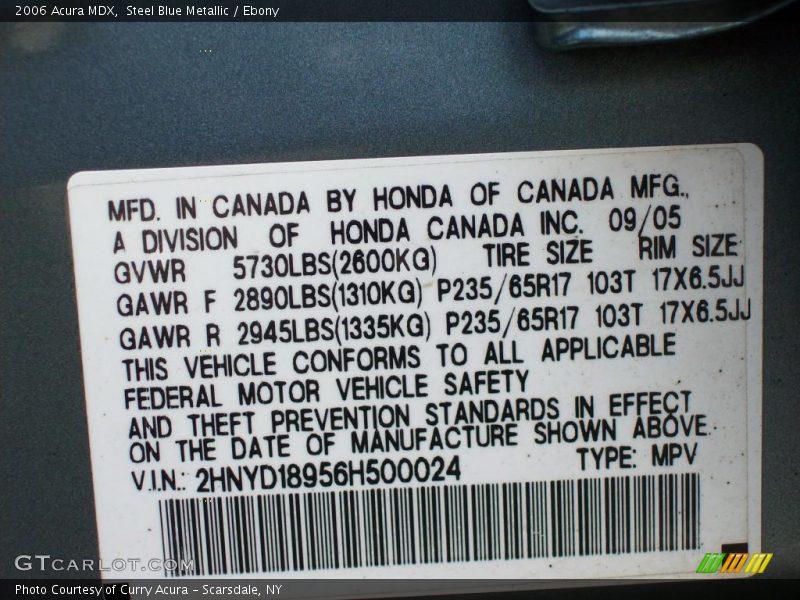 2006 Acura MDX,  Steel Blue Metallic / Ebony
MFD. IN CANADA BY HONDA OF CANADA MFG.,
A DIVISION OF HONDA CANADA INC. 09/05
GVWR 5730LBS(2600KG) TIRE SIZE RIM SIZE
GAWR F 2890LBS(1310KG) P235/65R17 103T 17X6.5JJ
GAWR R 2945LBS(1335KG) P235/65R17 103T 17X6.5JJ
THIS VEHICLE CONFORMS TO ALL APPLICABLE
FEDERAL MOTOR VEHICLE SAFETY
AND THEFT PREVENTION STANDARDS IN EFFECT
ON THE DATE OF MANUFACTURE SHOWN ABOVE.
V.I.N.: 2HNYD18956H500024 TYPE: MPV
GTCARLOT.COM
Photo Courtesy of Curry Acura - Scarsdale, NY